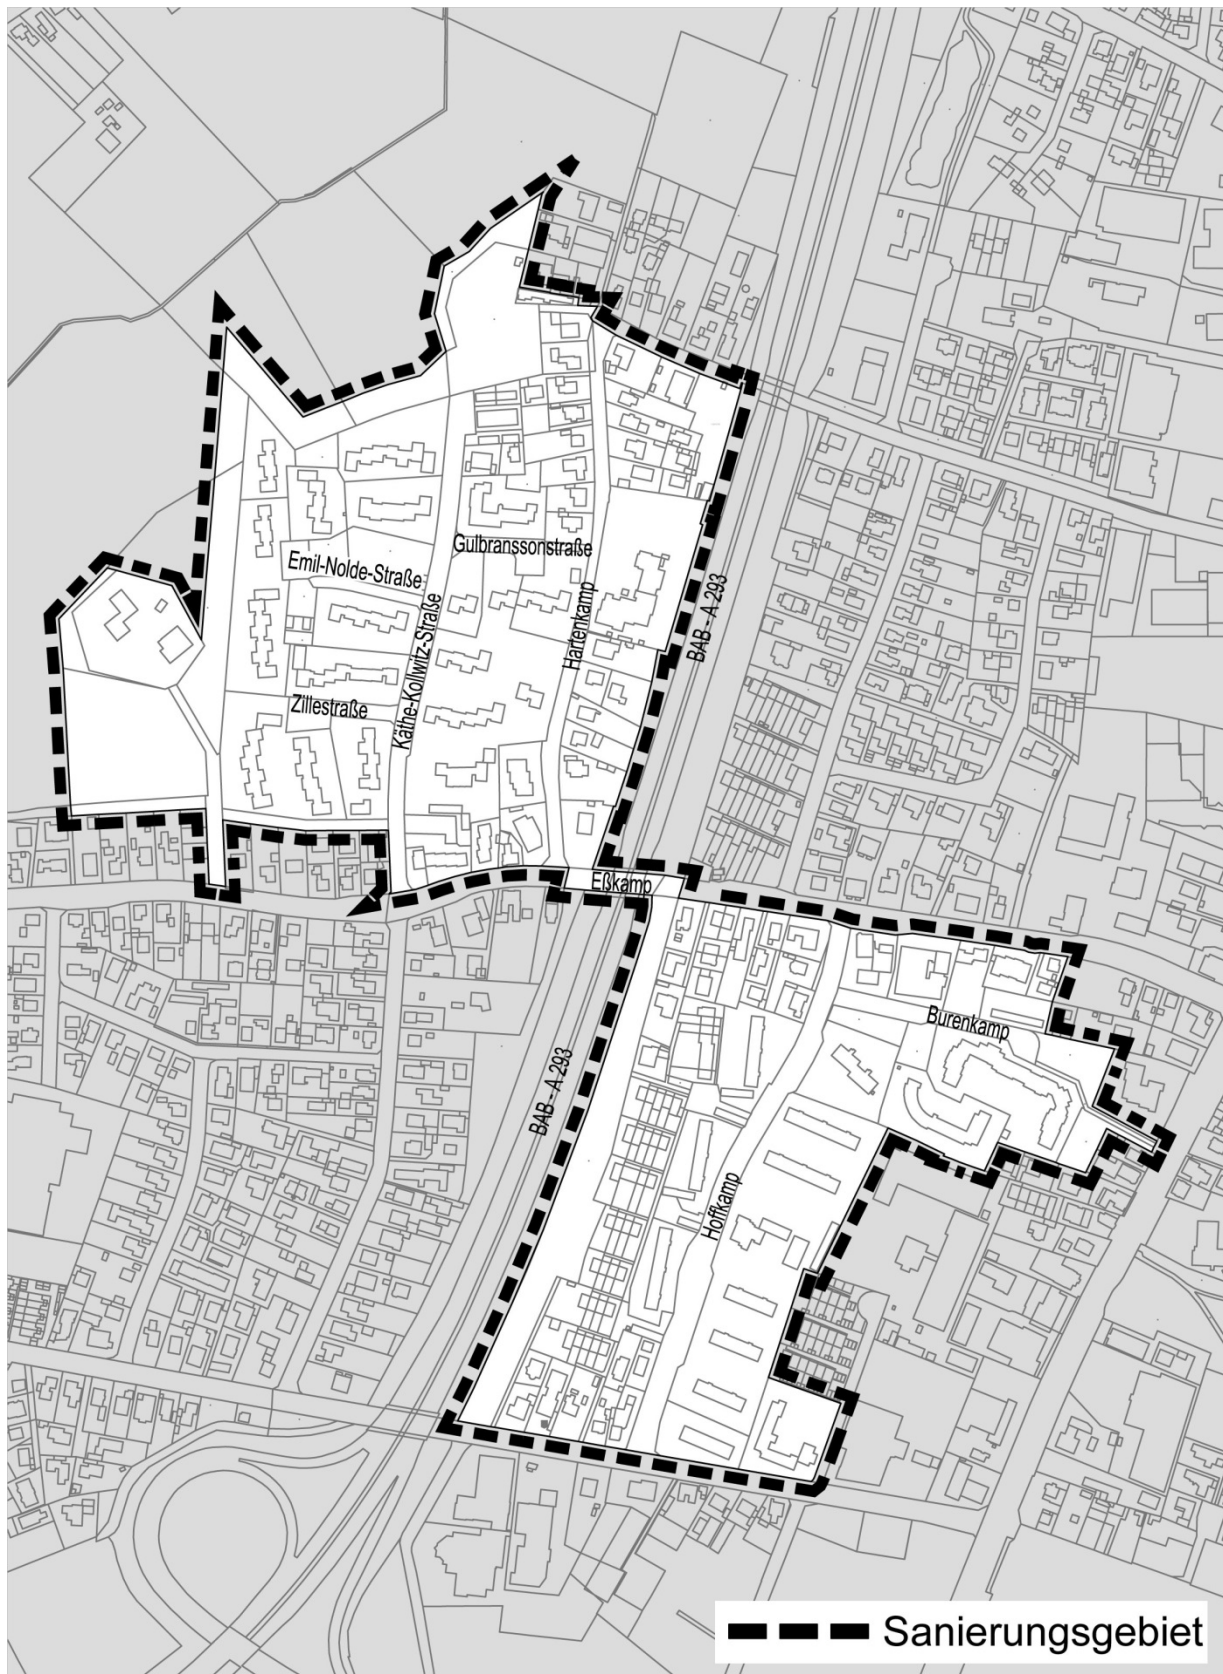 Gulbranssonstraße
Emil-Nolde-Straße
Hartenkamp
BAB - A 293
Käthe-Kollwitz-Straße
Zillestraße
Eßkamp
Burenkamp
BAB - A 293
Hoffkamp
Sanierungsgebiet